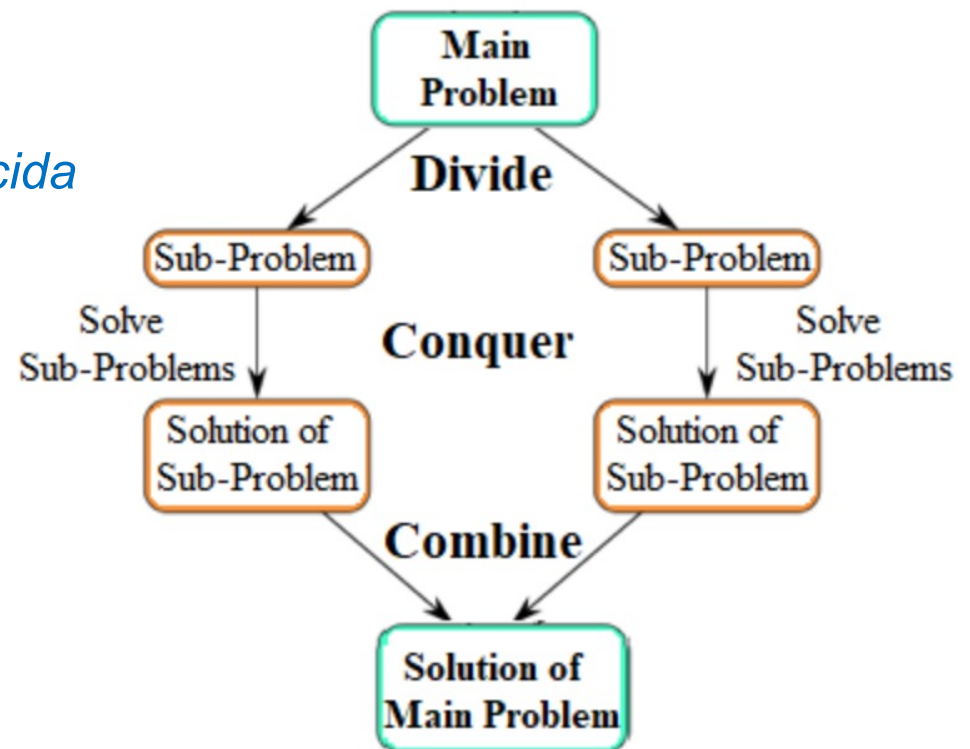 Main
Problem
cida
Divide
Sub-Problem
Sub-Problem
Solve
Sub-Problems
Conquer
Solve
Sub-Problems
Solution of
Sub-Problem
Solution of
Sub-Problem
Combine
Solution of
Main Problem